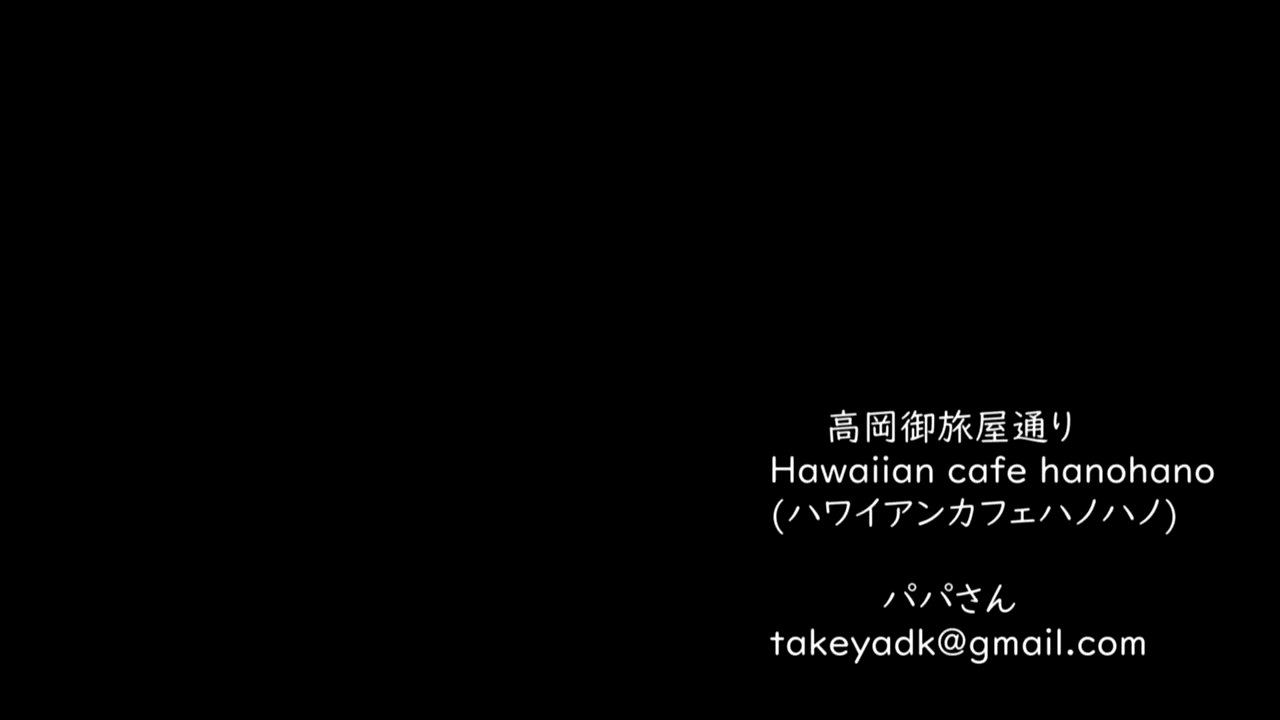 高岡御旅屋通り
Hawaiian cafe hanohano
(ハワイアンカフェハノハノ)
パパさん
takeyadk@gmail.com